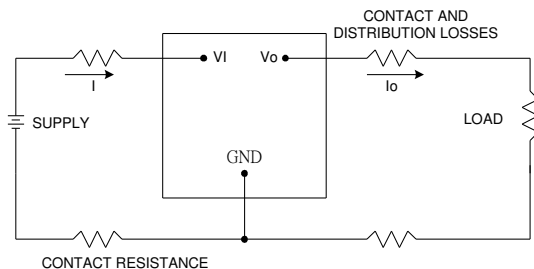 CONTACT AND
DISTRIBUTION LOSSES
VI
Vo
I
Io
SUPPLY
LOAD
GND
CONTACT RESISTANCE